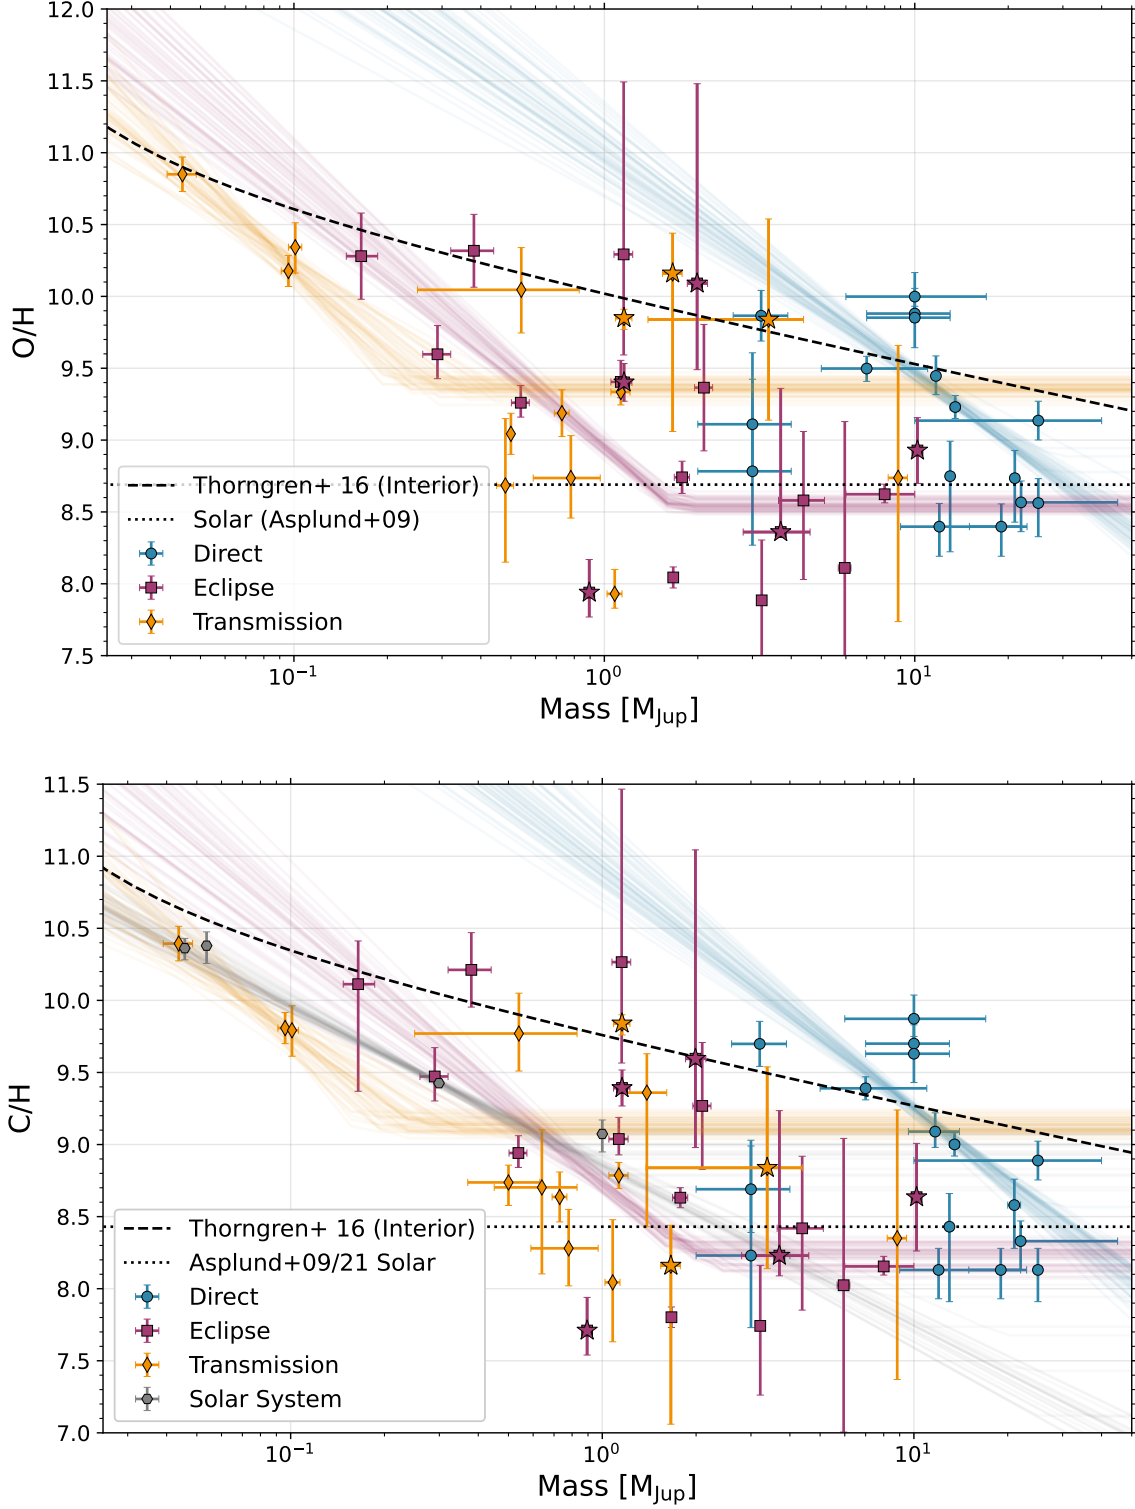 12.0
11.5
11.0
10.5
10.0
9.5
9.0
8.5
8.0
7.5
O/H
Thorngren+ 16 (Interior)
Solar (Asplund+09)
Direct
Eclipse
Transmission
10⁻¹
10⁰
10¹
Mass [M_Jup]
11.5
11.0
10.5
10.0
9.5
9.0
8.5
8.0
7.5
7.0
C/H
Thorngren+ 16 (Interior)
Asplund+09/21 Solar
Direct
Eclipse
Transmission
Solar System
10⁻¹
10⁰
10¹
Mass [M_Jup]